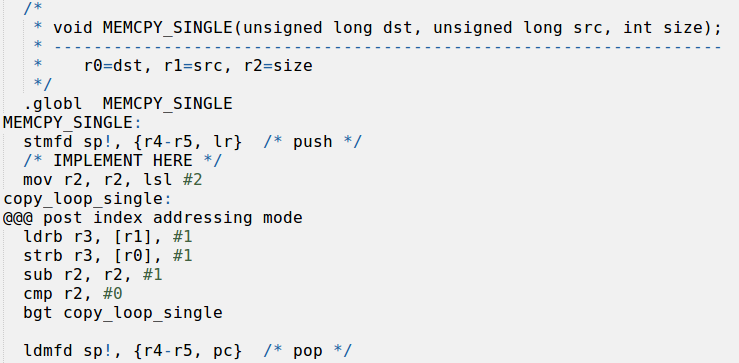 /*
* void MEMCPY_SINGLE(unsigned long dst, unsigned long src, int size);
* -------------------------------------------------------------------
*    r0=dst, r1=src, r2=size
*/
.globl  MEMCPY_SINGLE
MEMCPY_SINGLE:
stmfd sp!, {r4-r5, lr}  /* push */
/* IMPLEMENT HERE */
mov r2, r2, lsl #2
copy_loop_single:
@@@ post index addressing mode
ldrb r3, [r1], #1
strb r3, [r0], #1
sub r2, r2, #1
cmp r2, #0
bgt copy_loop_single
ldmfd sp!, {r4-r5, pc}  /* pop */